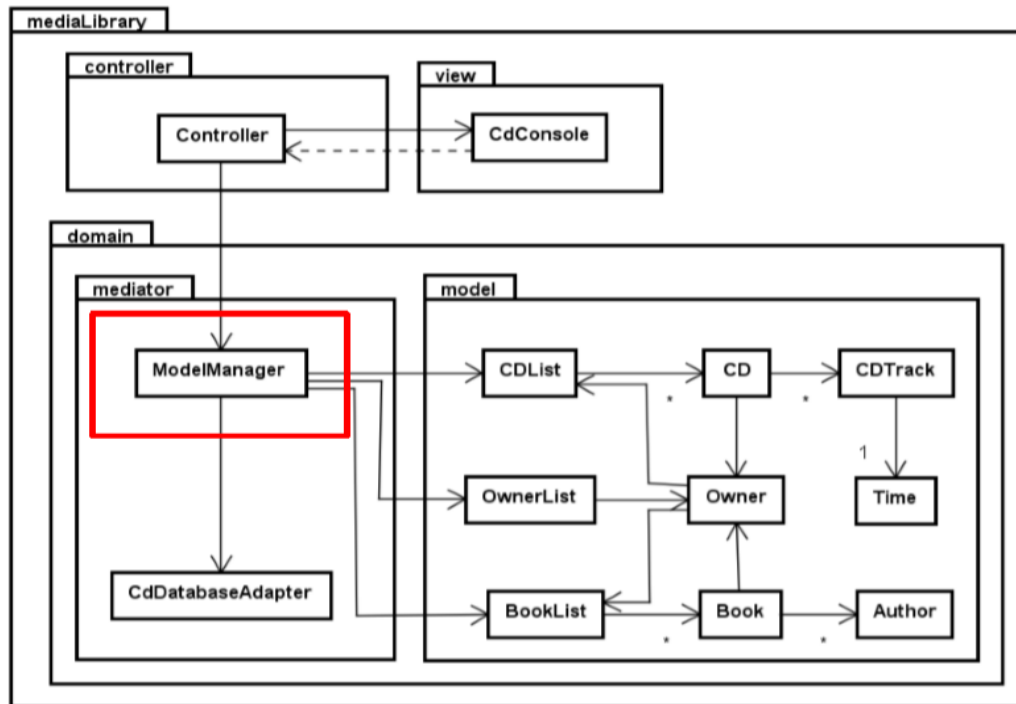 mediaLibrary
controller
view
Controller
CdConsole
domain
mediator
model
ModelManager
CDList
CD
CDTrack
*
*
1
OwnerList
Owner
Time
CdDatabaseAdapter
BookList
Book
Author
*
*